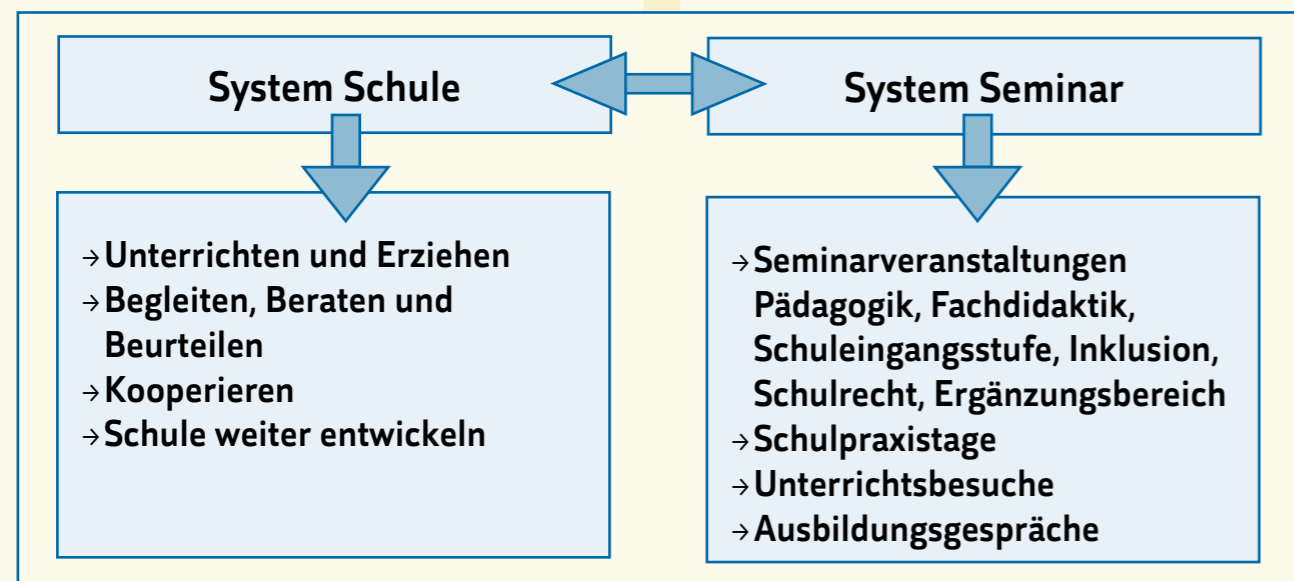 System Schule
System Seminar
→ Unterrichten und Erziehen
→ Begleiten, Beraten und
Beurteilen
→ Kooperieren
→ Schule weiter entwickeln
→ Seminarveranstaltungen
Pädagogik, Fachdidaktik,
Schuleingangsstufe, Inklusion,
Schulrecht, Ergänzungsbereich
→ Schulpraxistage
→ Unterrichtsbesuche
→ Ausbildungsgespräche